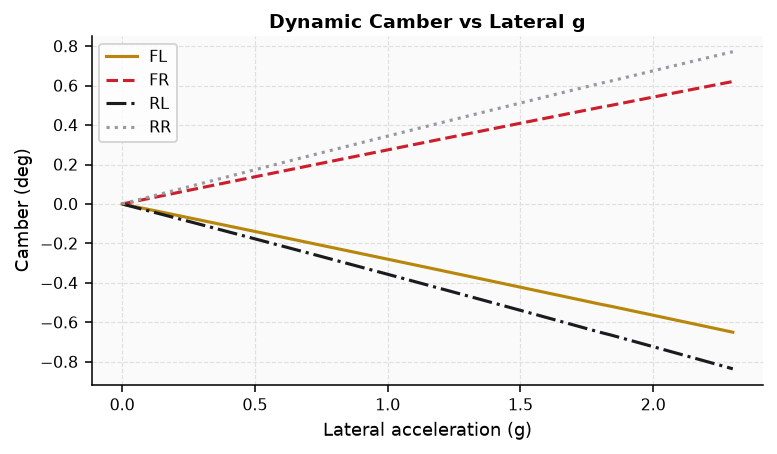 Dynamic Camber vs Lateral g
FL
FR
RL
RR
Camber (deg)
0.8
0.6
0.4
0.2
0.0
−0.2
−0.4
−0.6
−0.8
0.0 0.5 1.0 1.5 2.0
Lateral acceleration (g)